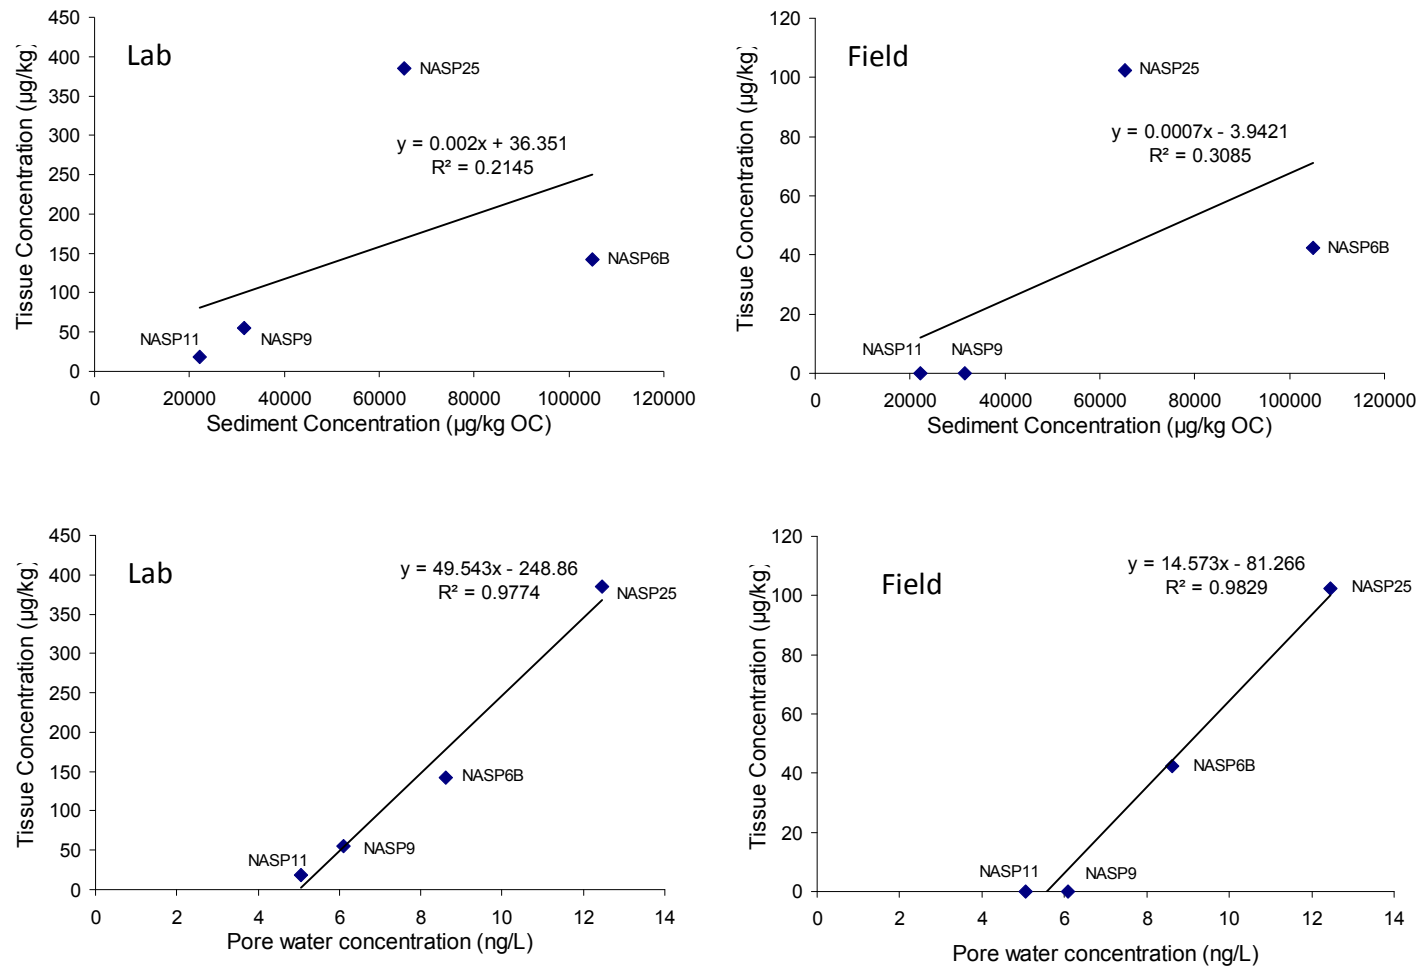 Lab
Tissue Concentration (µg/kg)
450
400
350
300
250
200
150
100
50
0
NASP25
y = 0.002x + 36.351
R² = 0.2145
NASP6B
NASP11
NASP9
0 20000 40000 60000 80000 100000 120000
Sediment Concentration (µg/kg OC)
Field
Tissue Concentration (µg/kg)
120
100
80
60
40
20
0
NASP25
y = 0.0007x - 3.9421
R² = 0.3085
NASP6B
NASP11 NASP9
0 20000 40000 60000 80000 100000 120000
Sediment Concentration (µg/kg OC)
Lab
Tissue Concentration (µg/kg)
450
400
350
300
250
200
150
100
50
0
y = 49.543x - 248.86
R² = 0.9774
NASP25
NASP6B
NASP11
NASP9
0 2 4 6 8 10 12 14
Pore water concentration (ng/L)
Field
Tissue Concentration (µg/kg)
120
100
80
60
40
20
0
y = 14.573x - 81.266
R² = 0.9829
NASP25
NASP6B
NASP11 NASP9
0 2 4 6 8 10 12 14
Pore water concentration (ng/L)